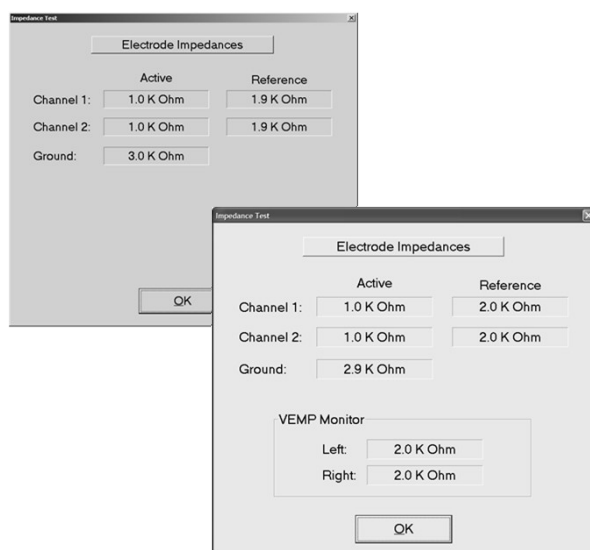 Impedance Test
Electrode Impedances
Active Reference
Channel 1: 1.0 K Ohm 1.9 K Ohm
Channel 2: 1.0 K Ohm 1.9 K Ohm
Ground: 3.0 K Ohm
OK
Impedance Test
Electrode Impedances
Active Reference
Channel 1: 1.0 K Ohm 2.0 K Ohm
Channel 2: 1.0 K Ohm 2.0 K Ohm
Ground: 2.9 K Ohm
VEMP Monitor
Left: 2.0 K Ohm
Right: 2.0 K Ohm
OK